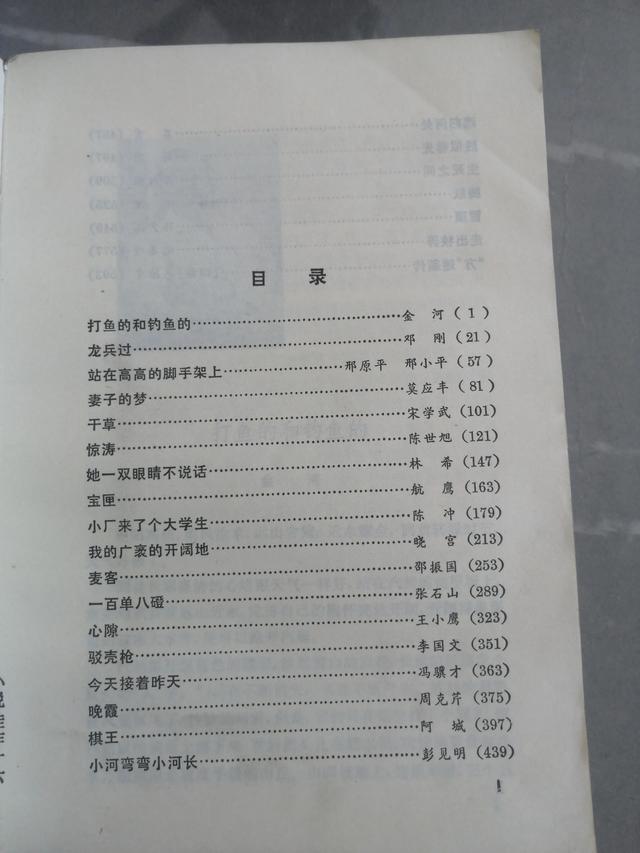 目录
打鱼的和钓鱼的……………………金 河(1)
龙兵过……………………邓 刚(21)
站在高高的脚手架上……………邢原平 邢小平(57)
妻子的梦……………………莫应丰(81)
干草……………………宋学武(101)
惊涛……………………陈世旭(121)
她一双眼睛不说话……………………林 希(147)
宝匣……………………航 鹰(163)
小厂来了个大学生……………………陈 冲(179)
我的广袤的开阔地……………………晓 宫(213)
麦客……………………邵振国(253)
一百单八磴……………………张石山(289)
心隙……………………王小鹰(323)
驳壳枪……………………李国文(351)
今天接着昨天……………………冯骥才(363)
晚霞……………………周克芹(375)
棋王……………………阿 城(397)
小河弯弯小河长……………………彭见明(439)
1